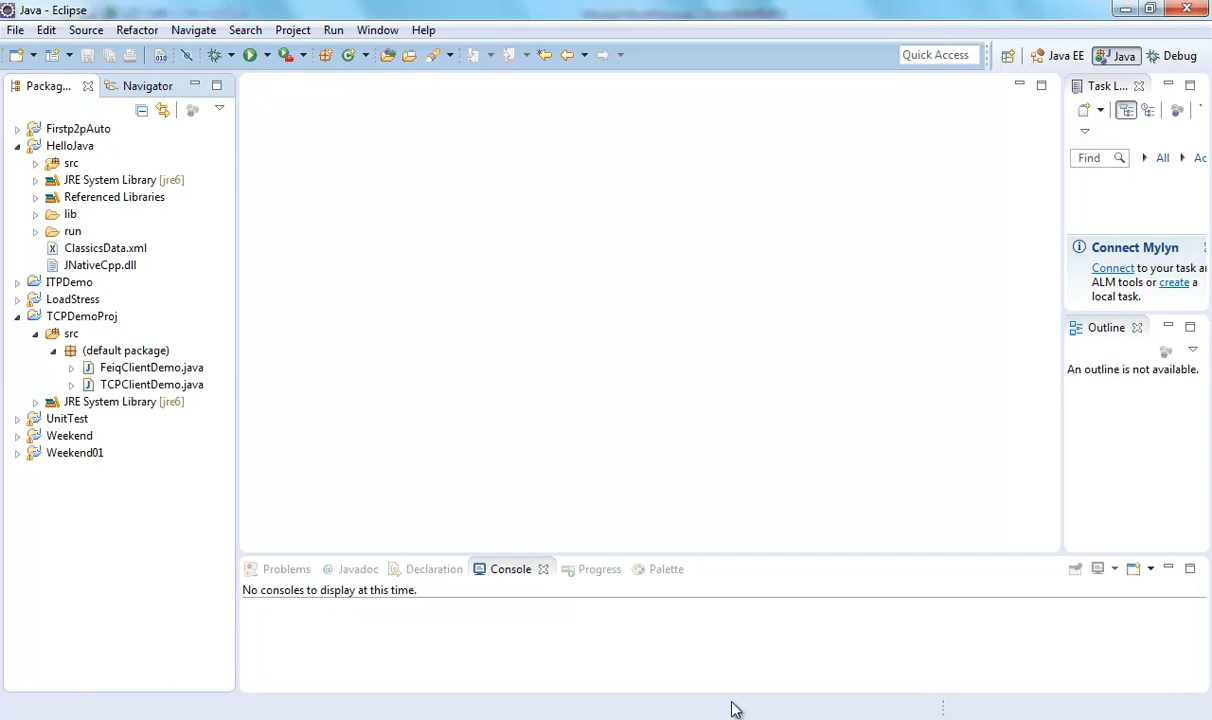 Java - Eclipse
File Edit Source Refactor Navigate Search Project Run Window Help
Quick Access Java EE Java Debug
Packag... Navigator
Firstp2pAuto
HelloJava
src
JRE System Library [jre6]
Referenced Libraries
lib
run
ClassicsData.xml
JNativeCpp.dll
ITPDemo
LoadStress
TCPDemoProj
src
(default package)
FeiqClientDemo.java
TCPClientDemo.java
JRE System Library [jre6]
UnitTest
Weekend
Weekend01
Task L...
Find All Ac
Connect Mylyn
Connect to your task an
ALM tools or create a
local task.
Outline
An outline is not available.
Problems @ Javadoc Declaration Console Progress Palette
No consoles to display at this time.